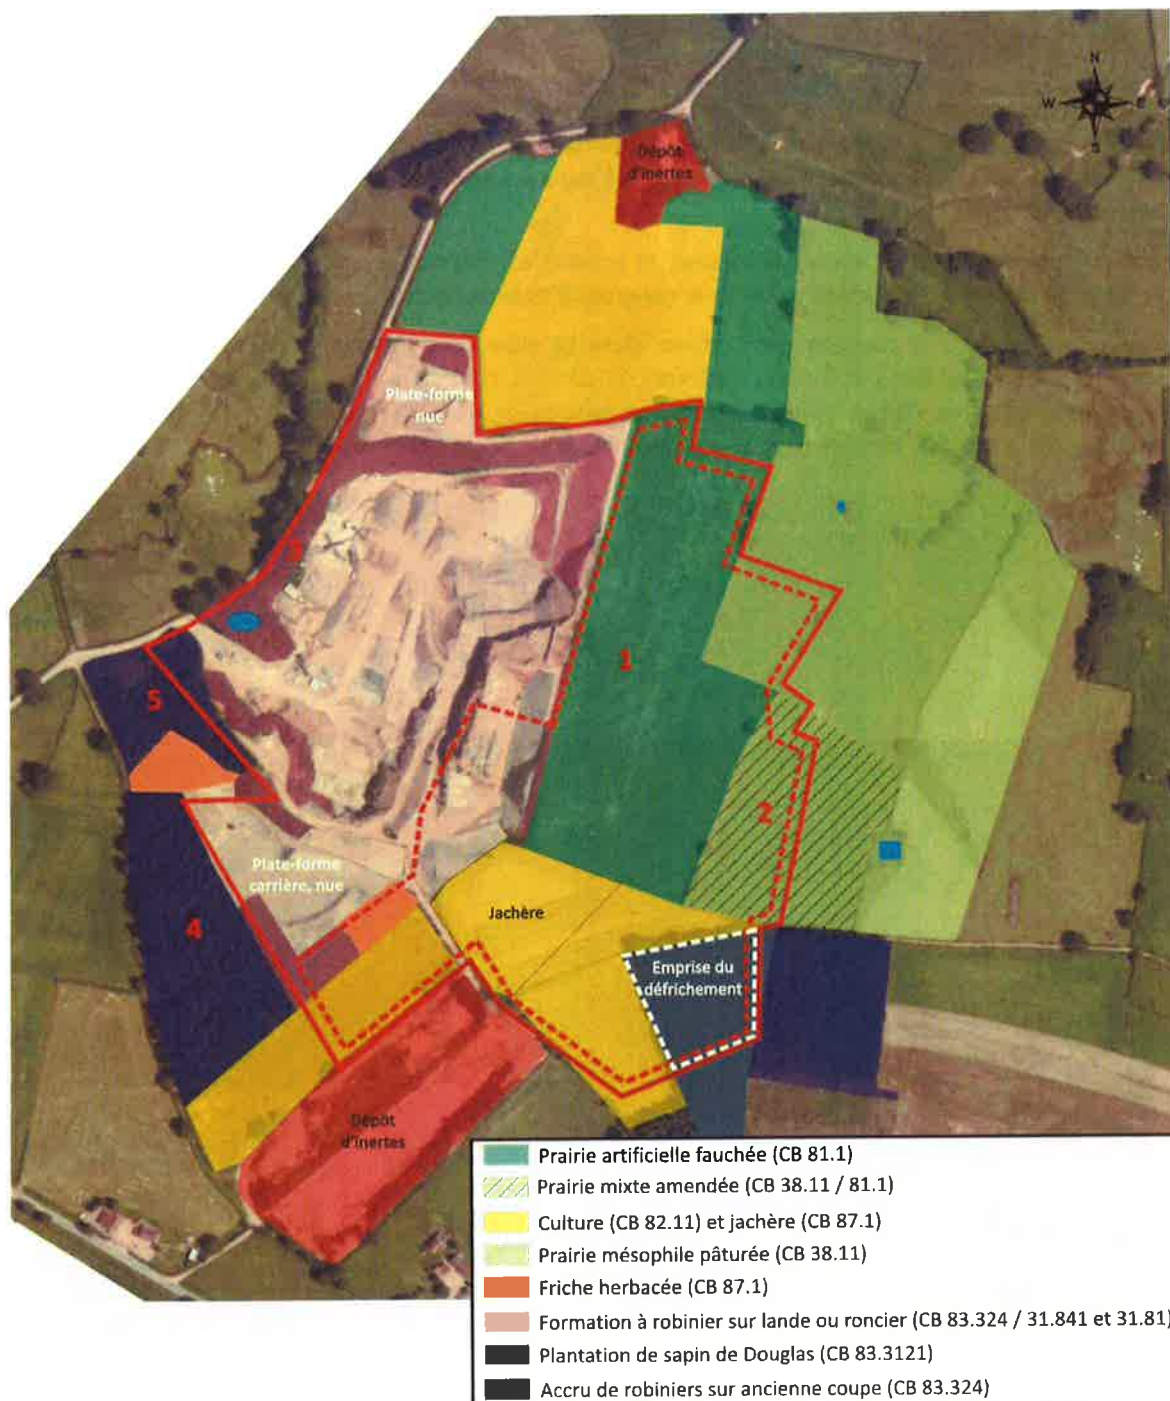 N
W
E
S
Dépôt
d'inertes
Plate-forme
nue
3
1
5
2
Plate-forme
carrière, nue
4
Jachère
Emprise du
défrichement
Dépôt
d'inertes
Prairie artificielle fauchée (CB 81.1)
Prairie mixte amendée (CB 38.11 / 81.1)
Culture (CB 82.11) et jachère (CB 87.1)
Prairie mésophile pâturée (CB 38.11)
Friche herbacée (CB 87.1)
Formation à robinier sur lande ou roncier (CB 83.324 / 31.841 et 31.81)
Plantation de sapin de Douglas (CB 83.3121)
Accru de robiniers sur ancienne coupe (CB 83.324)